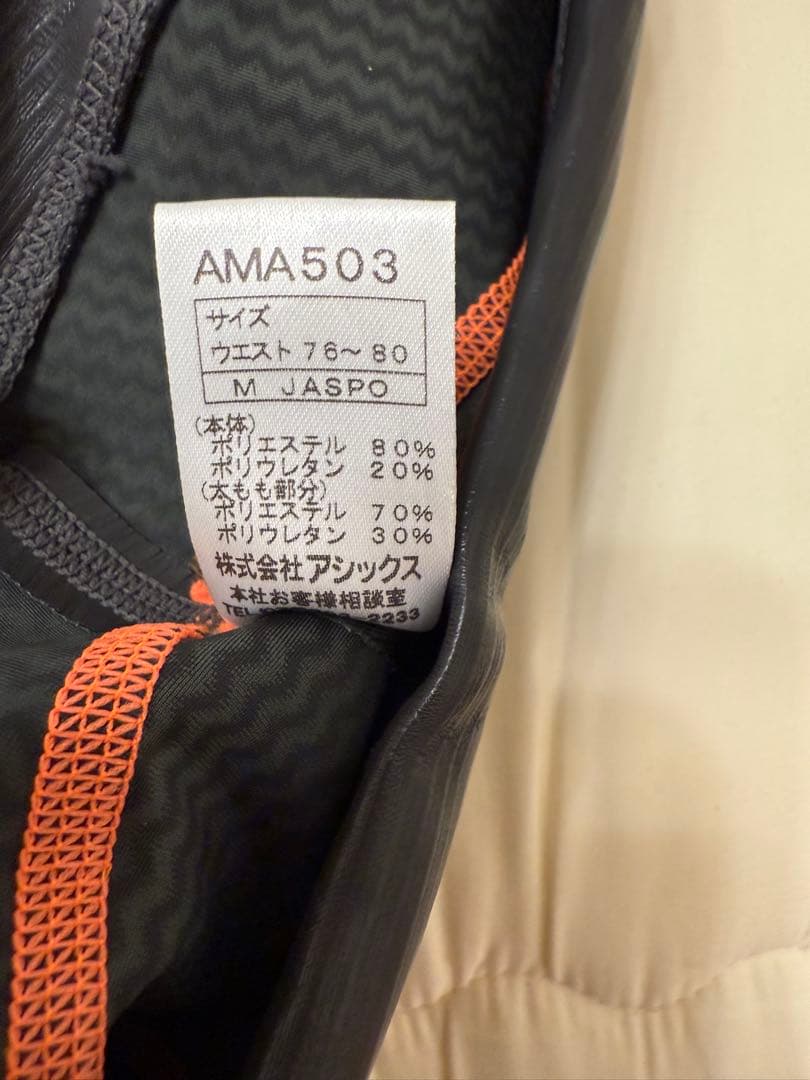 AMA503
サイズ
ウエスト 76〜80
M JASPO
(本体)
ポリエステル 80%
ポリウレタン 20%
(太もも部分)
ポリエステル 70%
ポリウレタン 30%
株式会社アシックス
本社お客様相談室
TEL 2233